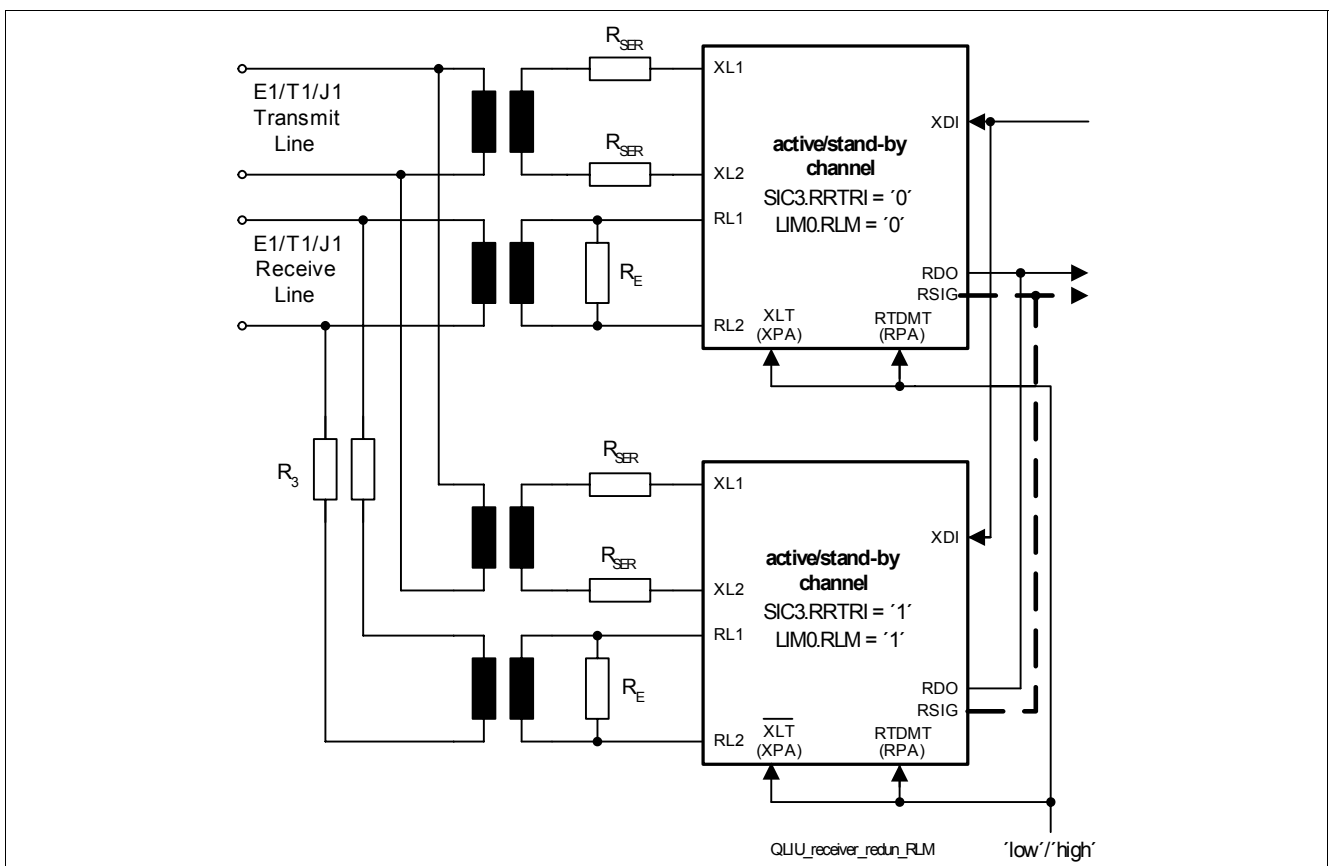 R_SER
XL1
E1/T1/J1
Transmit
Line
XDI
active/stand-by
channel
R_SER
XL2
SIC3.RRTRI = ´0´
LIM0.RLM = ´0´
RL1
E1/T1/J1
Receive
Line
R_E
RDO
RSIG
RL2
XLT
(XPA)
RTDMT
(RPA)
R_3
R_SER
XL1
XDI
active/stand-by
channel
R_SER
XL2
SIC3.RRTRI = ´1´
LIM0.RLM = ´1´
RL1
R_E
RDO
RSIG
RL2
XLT
(XPA)
RTDMT
(RPA)
QLIU_receiver_redun_RLM
´low´/´high´